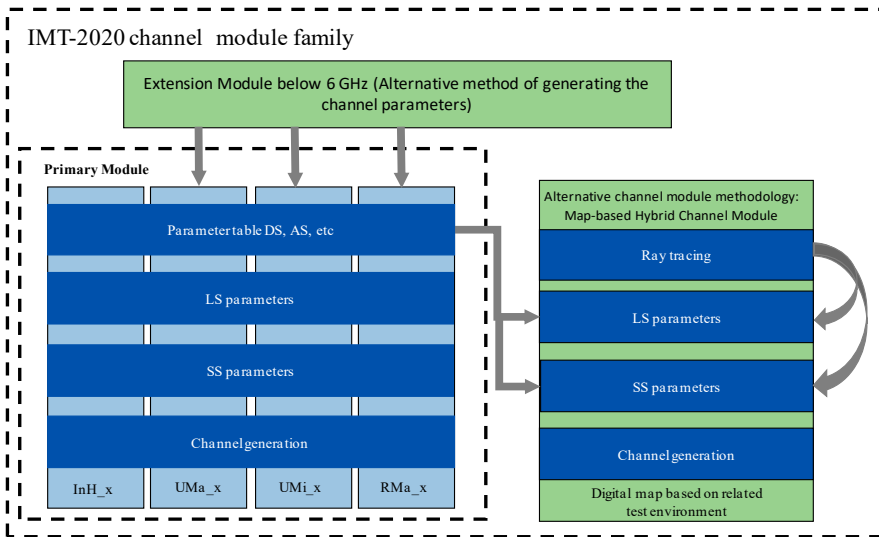 IMT-2020 channel module family
Extension Module below 6 GHz (Alternative method of generating the
channel parameters)
Primary Module
Parameter table DS, AS, etc
LS parameters
SS parameters
Channel generation
InH_x
UMa_x
UMi_x
RMa_x
Alternative channel module methodology:
Map-based Hybrid Channel Module
Ray tracing
LS parameters
SS parameters
Channel generation
Digital map based on related
test environment